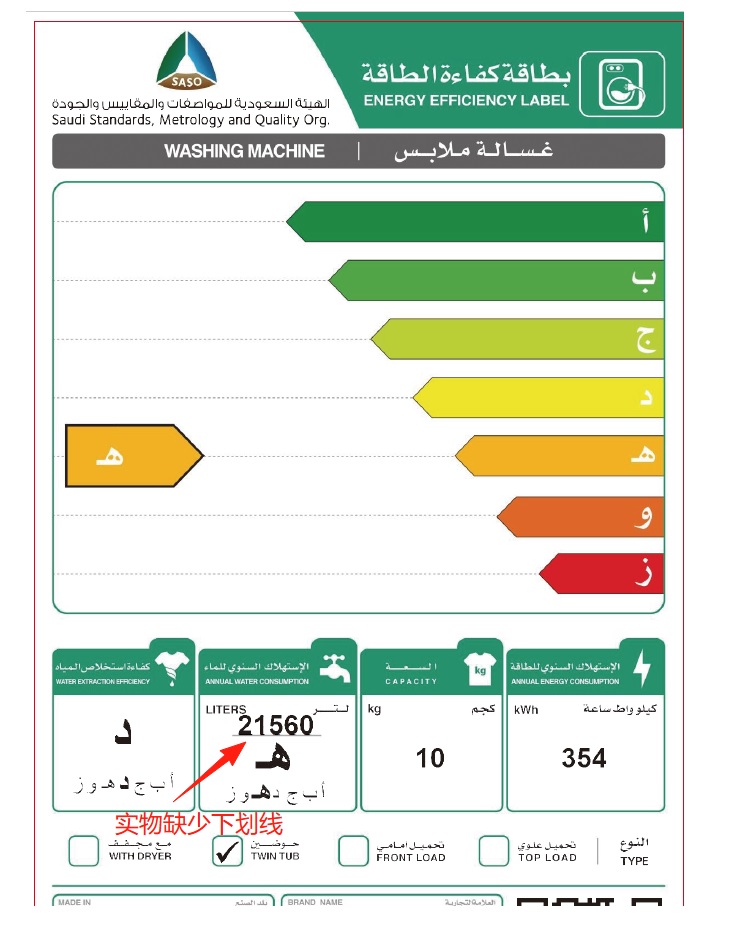 SASO
الهيئة السعودية للمواصفات والمقاييس والجودة
Saudi Standards, Metrology and Quality Org.
بطاقة كفاءة الطاقة
ENERGY EFFICIENCY LABEL
WASHING MACHINE | غسالة ملابس
أ
ب
ج
د
هـ
هـ
و
ز
كفاءة استخلاص المياه
WATER EXTRACTION EFFICIENCY
د
أ ب ج د هـ و ز
الإستهلاك السنوي للماء
ANNUAL WATER CONSUMPTION
LITERS لتر
21560
هـ
أ ب ج د هـ و ز
السعة
CAPACITY
kg
kg كجم
10
الإستهلاك السنوي للطاقة
ANNUAL ENERGY CONSUMPTION
kWh كيلو واط ساعة
354
实物缺少下划线
مع مجفف
WITH DRYER
حوضين
TWIN TUB
تحميل امامي
FRONT LOAD
تحميل علوي
TOP LOAD
النوع
TYPE
MADE IN بلد الصنع
BRAND NAME العلامة التجارية